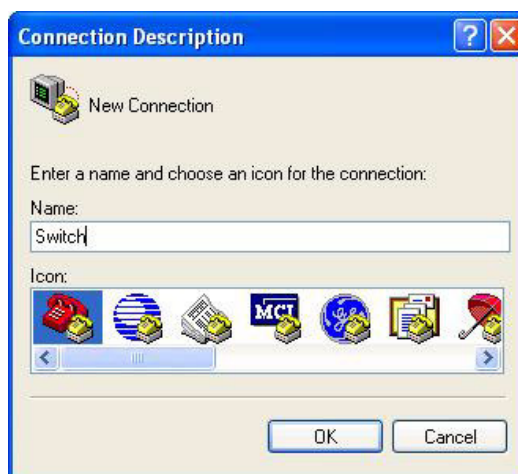 Connection Description
New Connection
Enter a name and choose an icon for the connection:
Name:
Switch
Icon:
MCI
OK Cancel